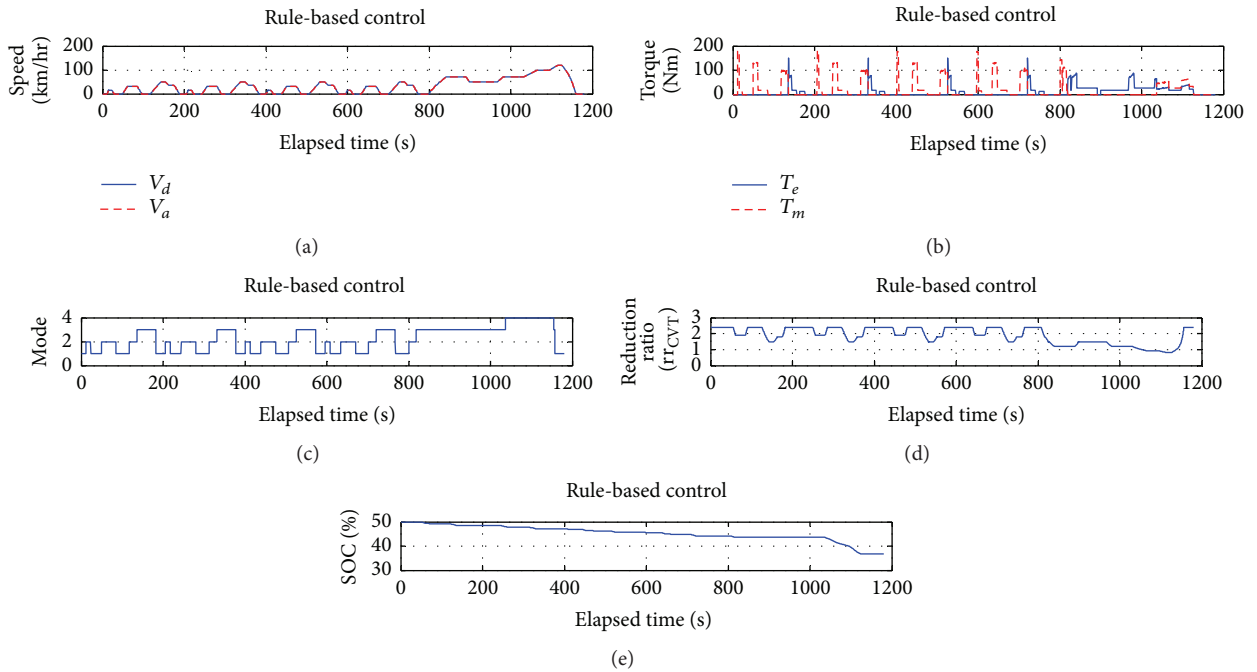 Rule-based control
Speed
(km/hr)
200
100
0
0 200 400 600 800 1000 1200
Elapsed time (s)
V_d
V_a
(a)
Rule-based control
Torque
(Nm)
200
100
0
0 200 400 600 800 1000 1200
Elapsed time (s)
T_e
T_m
(b)
Rule-based control
Mode
4
2
0
0 200 400 600 800 1000 1200
Elapsed time (s)
(c)
Rule-based control
Reduction
ratio
(rr_CVT)
3
2
1
0
0 200 400 600 800 1000 1200
Elapsed time (s)
(d)
Rule-based control
SOC (%)
50
40
30
0 200 400 600 800 1000 1200
Elapsed time (s)
(e)